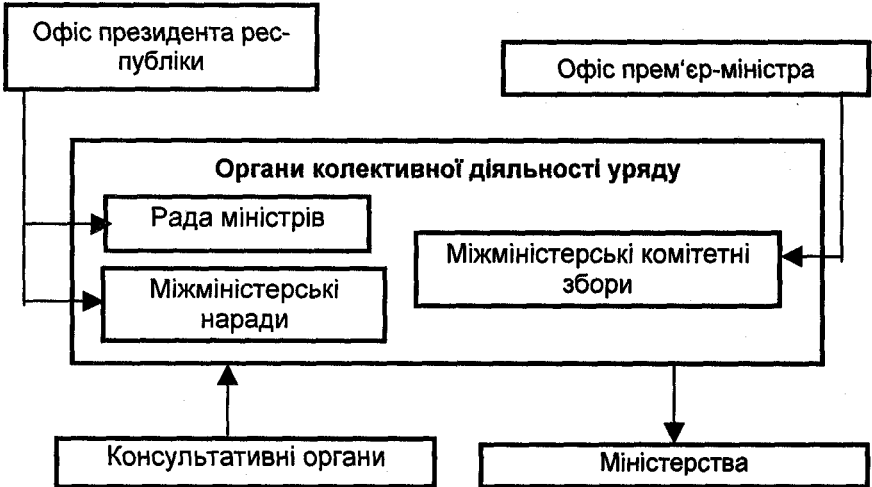 Офіс президента рес-
публіки
Офіс прем‘єр-міністра
Органи колективної діяльності уряду
Рада міністрів
Міжміністерські
наради
Міжміністерські комітетні
збори
Консультативні органи
Міністерства